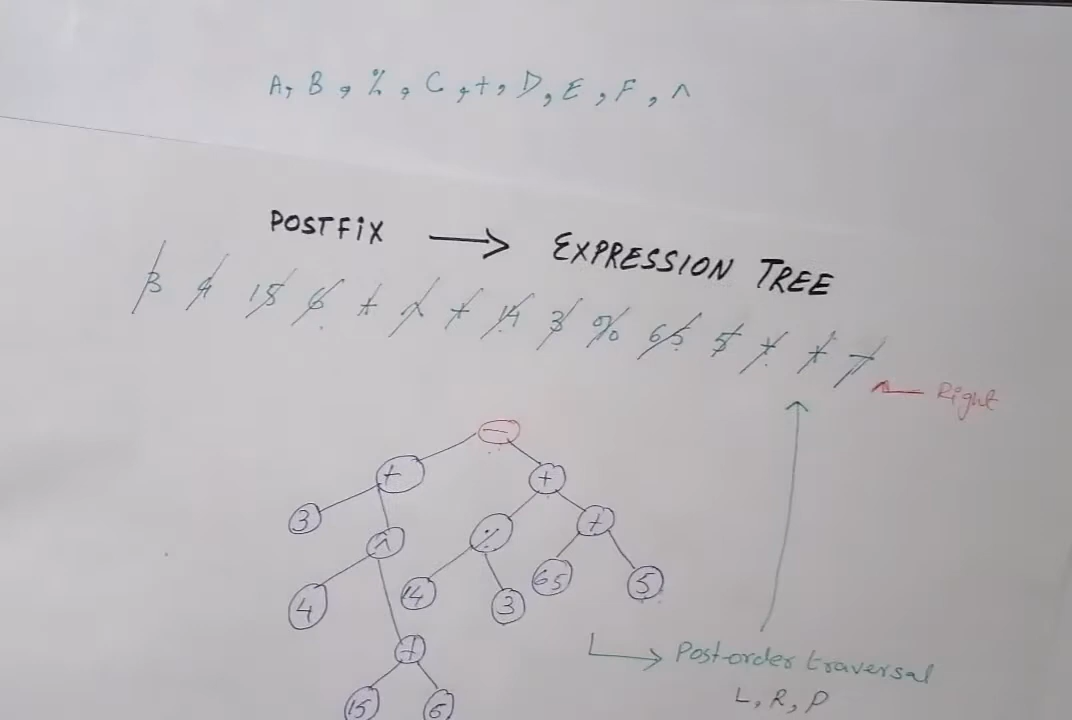 A, B, %, C, +, D, E, F, ^
POSTFIX → EXPRESSION TREE
3 4 15 6 + ^ + 14 3 % 65 5 + + -
Right
-
+ +
3 ^ % +
4 14 3 65 5
+
→ Post-order traversal
15 6
L, R, P